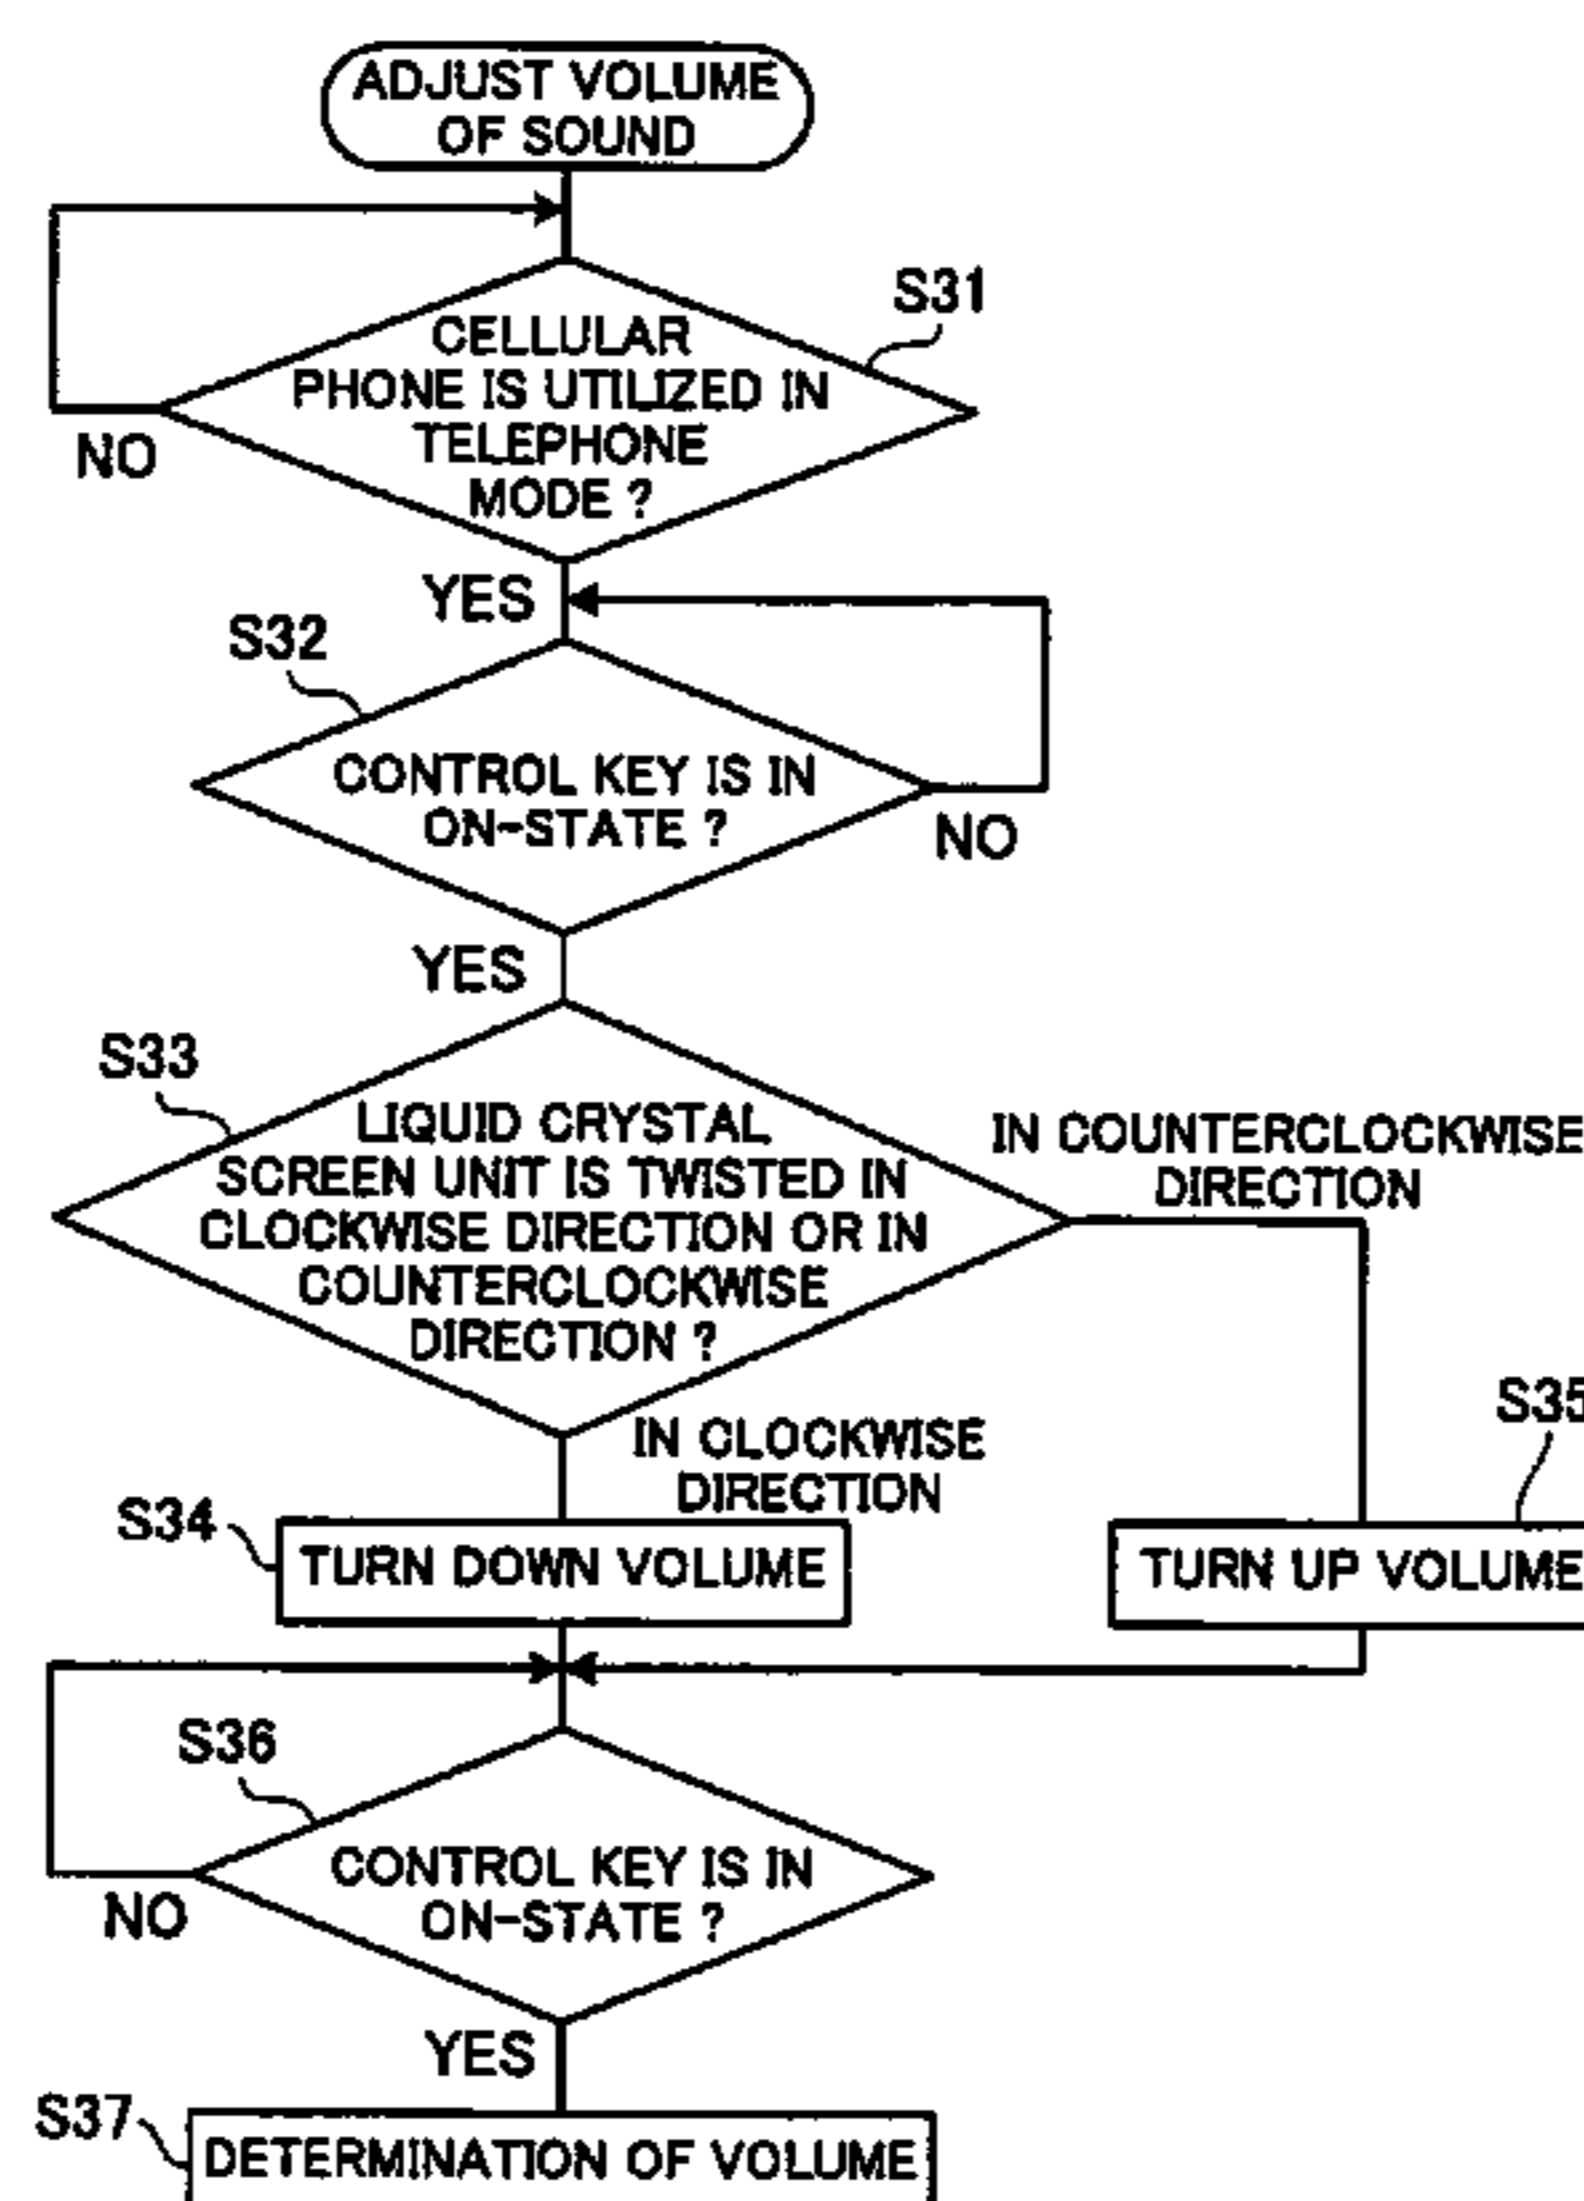 ADJUST VOLUME
OF SOUND
S31
CELLULAR
PHONE IS UTILIZED IN
TELEPHONE
MODE ?
NO
YES
S32
CONTROL KEY IS IN
ON-STATE ?
NO
YES
S33
LIQUID CRYSTAL
SCREEN UNIT IS TWISTED IN
CLOCKWISE DIRECTION OR IN
COUNTERCLOCKWISE
DIRECTION ?
IN COUNTERCLOCKWISE
DIRECTION
IN CLOCKWISE
DIRECTION
S34
TURN DOWN VOLUME
S35
TURN UP VOLUME
S36
CONTROL KEY IS IN
ON-STATE ?
NO
YES
S37
DETERMINATION OF VOLUME